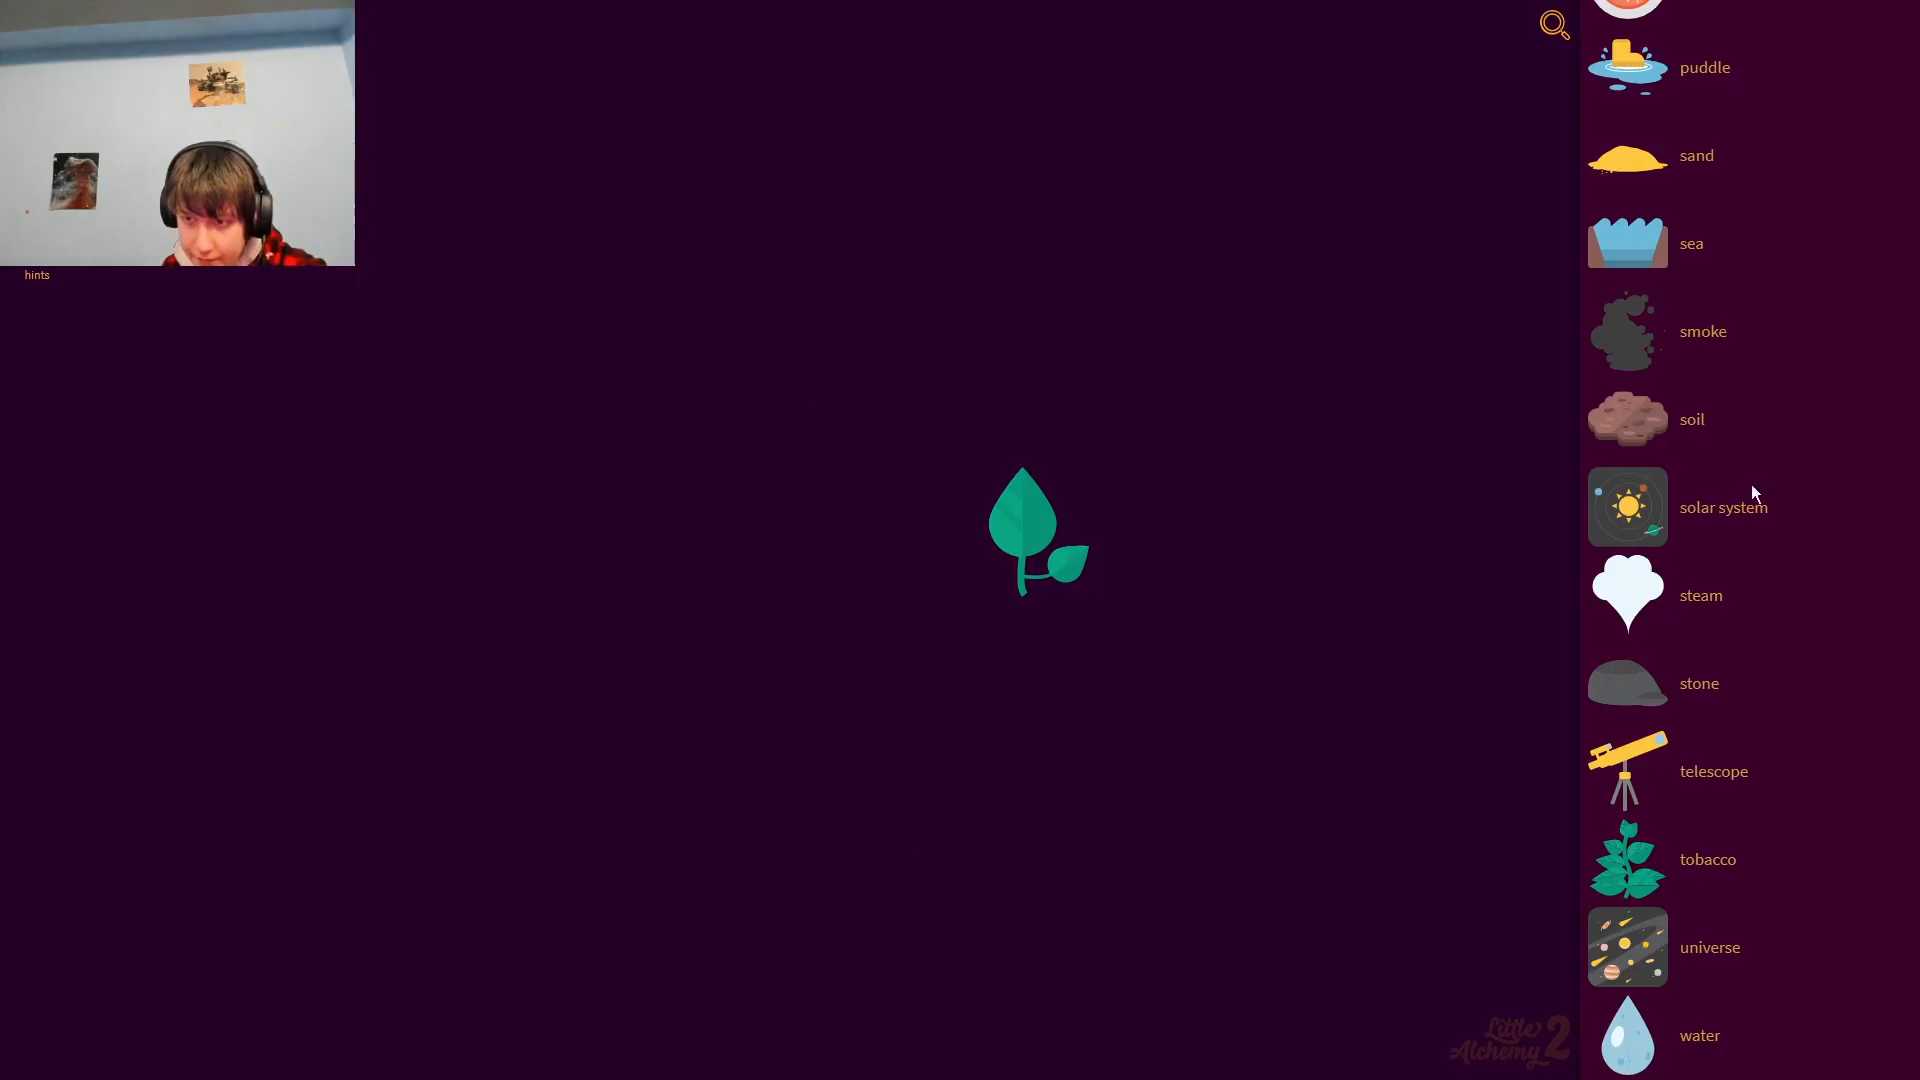 puddle
sand
sea
hints
smoke
soil
solar system
steam
stone
telescope
tobacco
universe
water
Little
Alchemy 2